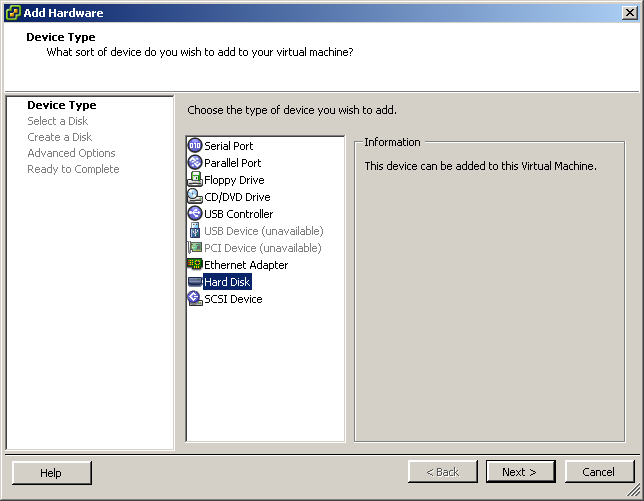 Add Hardware
Device Type
What sort of device do you wish to add to your virtual machine?
Device Type
Select a Disk
Create a Disk
Advanced Options
Ready to Complete
Choose the type of device you wish to add.
Serial Port
Parallel Port
Floppy Drive
CD/DVD Drive
USB Controller
USB Device (unavailable)
PCI Device (unavailable)
Ethernet Adapter
Hard Disk
SCSI Device
Information
This device can be added to this Virtual Machine.
Help
< Back
Next >
Cancel